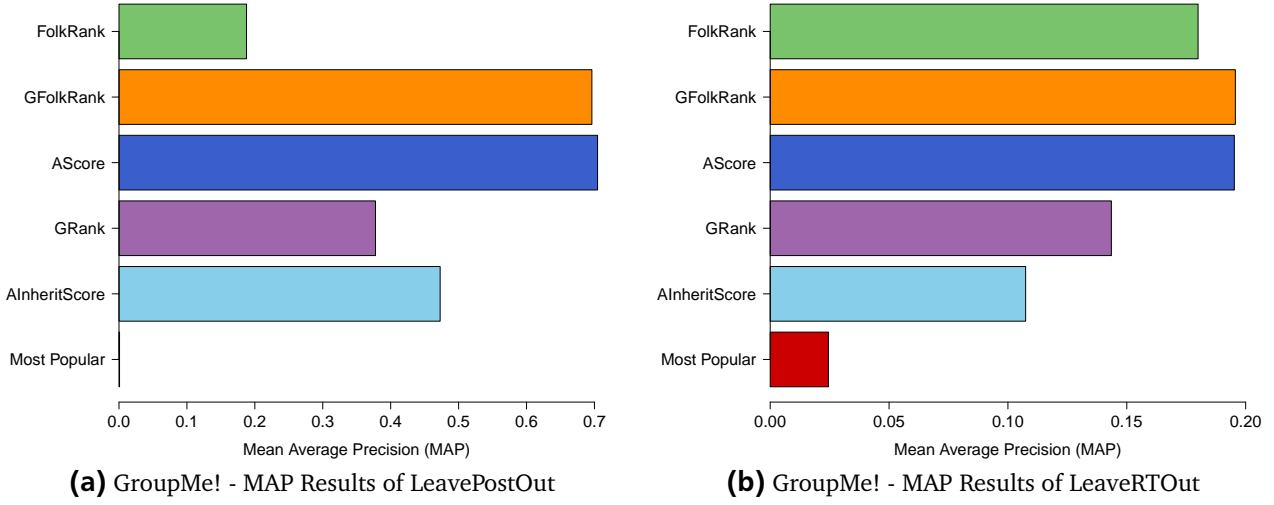 FolkRank
GFolkRank
AScore
GRank
AInheritScore
Most Popular
0.0 0.1 0.2 0.3 0.4 0.5 0.6 0.7
Mean Average Precision (MAP)
(a) GroupMe! - MAP Results of LeavePostOut
FolkRank
GFolkRank
AScore
GRank
AInheritScore
Most Popular
0.00 0.05 0.10 0.15 0.20
Mean Average Precision (MAP)
(b) GroupMe! - MAP Results of LeaveRTOut